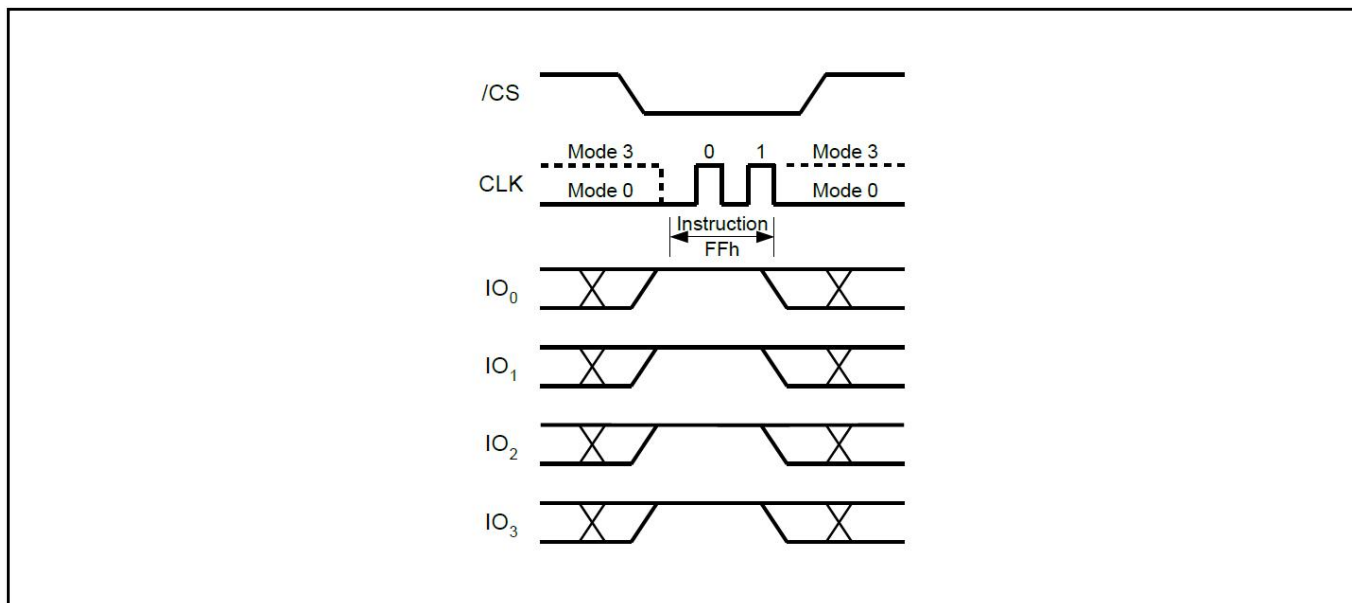 /CS
Mode 3 0 1 Mode 3
CLK
Mode 0 Mode 0
Instruction
FFh
IO0
IO1
IO2
IO3